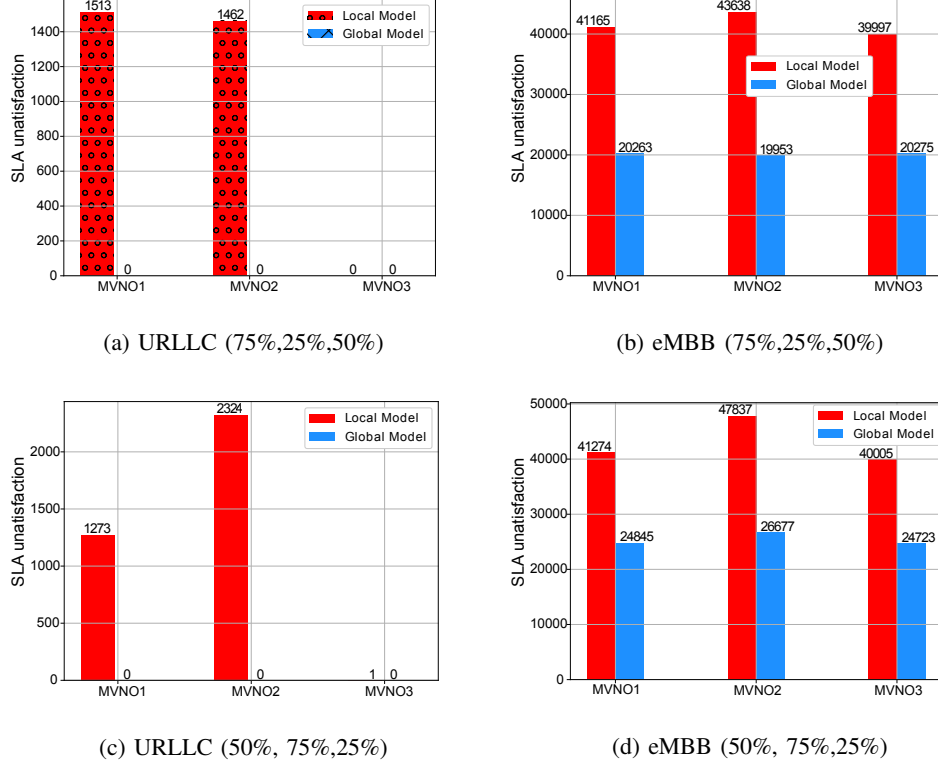 1513
1462
Local Model
Global Model
1400
1200
1000
800
600
400
200
0
SLA unatisfaction
0
0
0
0
MVNO1
MVNO2
MVNO3
(a) URLLC (75%,25%,50%)
41165
43638
39997
Local Model
Global Model
40000
30000
20000
10000
0
SLA unatisfaction
20263
19953
20275
MVNO1
MVNO2
MVNO3
(b) eMBB (75%,25%,50%)
2324
Local Model
Global Model
2000
1500
1000
500
0
SLA unatisfaction
1273
0
0
1
0
MVNO1
MVNO2
MVNO3
(c) URLLC (50%, 75%,25%)
50000
40000
30000
20000
10000
0
SLA unatisfaction
47837
Local Model
Global Model
41274
40005
24845
26677
24723
MVNO1
MVNO2
MVNO3
(d) eMBB (50%, 75%,25%)